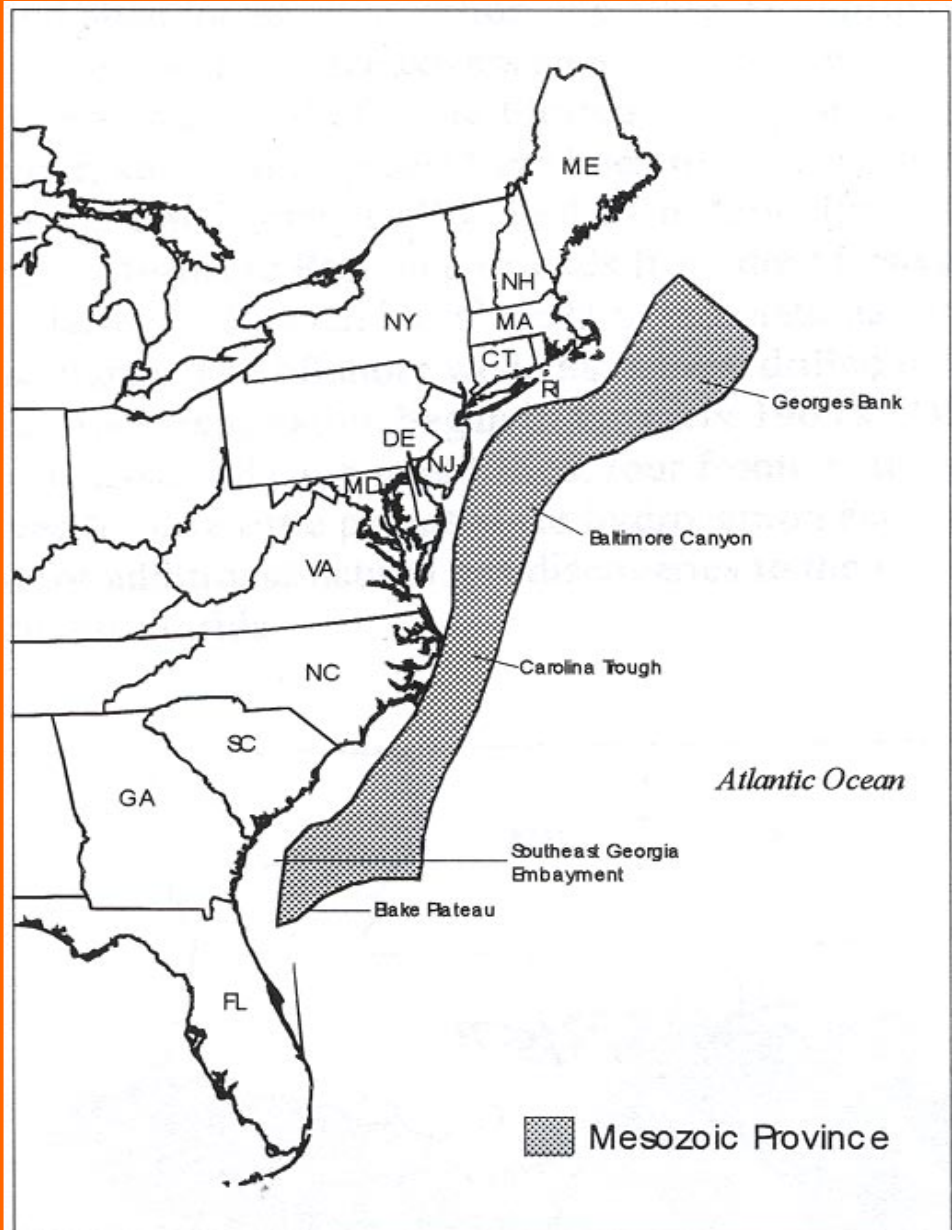 ME
NH
NY
MA
CT
RI
Georges Bank
DE
NJ
MD
Baltimore Canyon
VA
NC
Carolina Trough
SC
Atlantic Ocean
GA
Southeast Georgia
Embayment
Blake Plateau
FL
Mesozoic Province